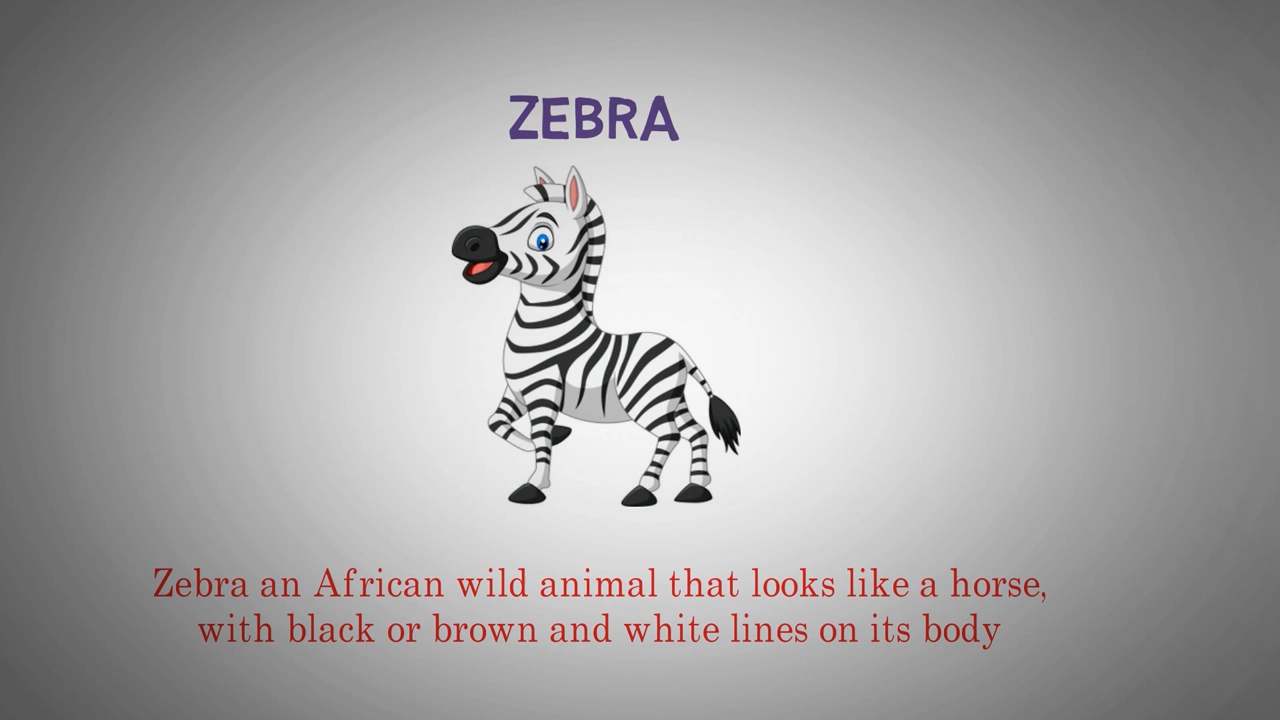 ZEBRA
Zebra an African wild animal that looks like a horse,
with black or brown and white lines on its body